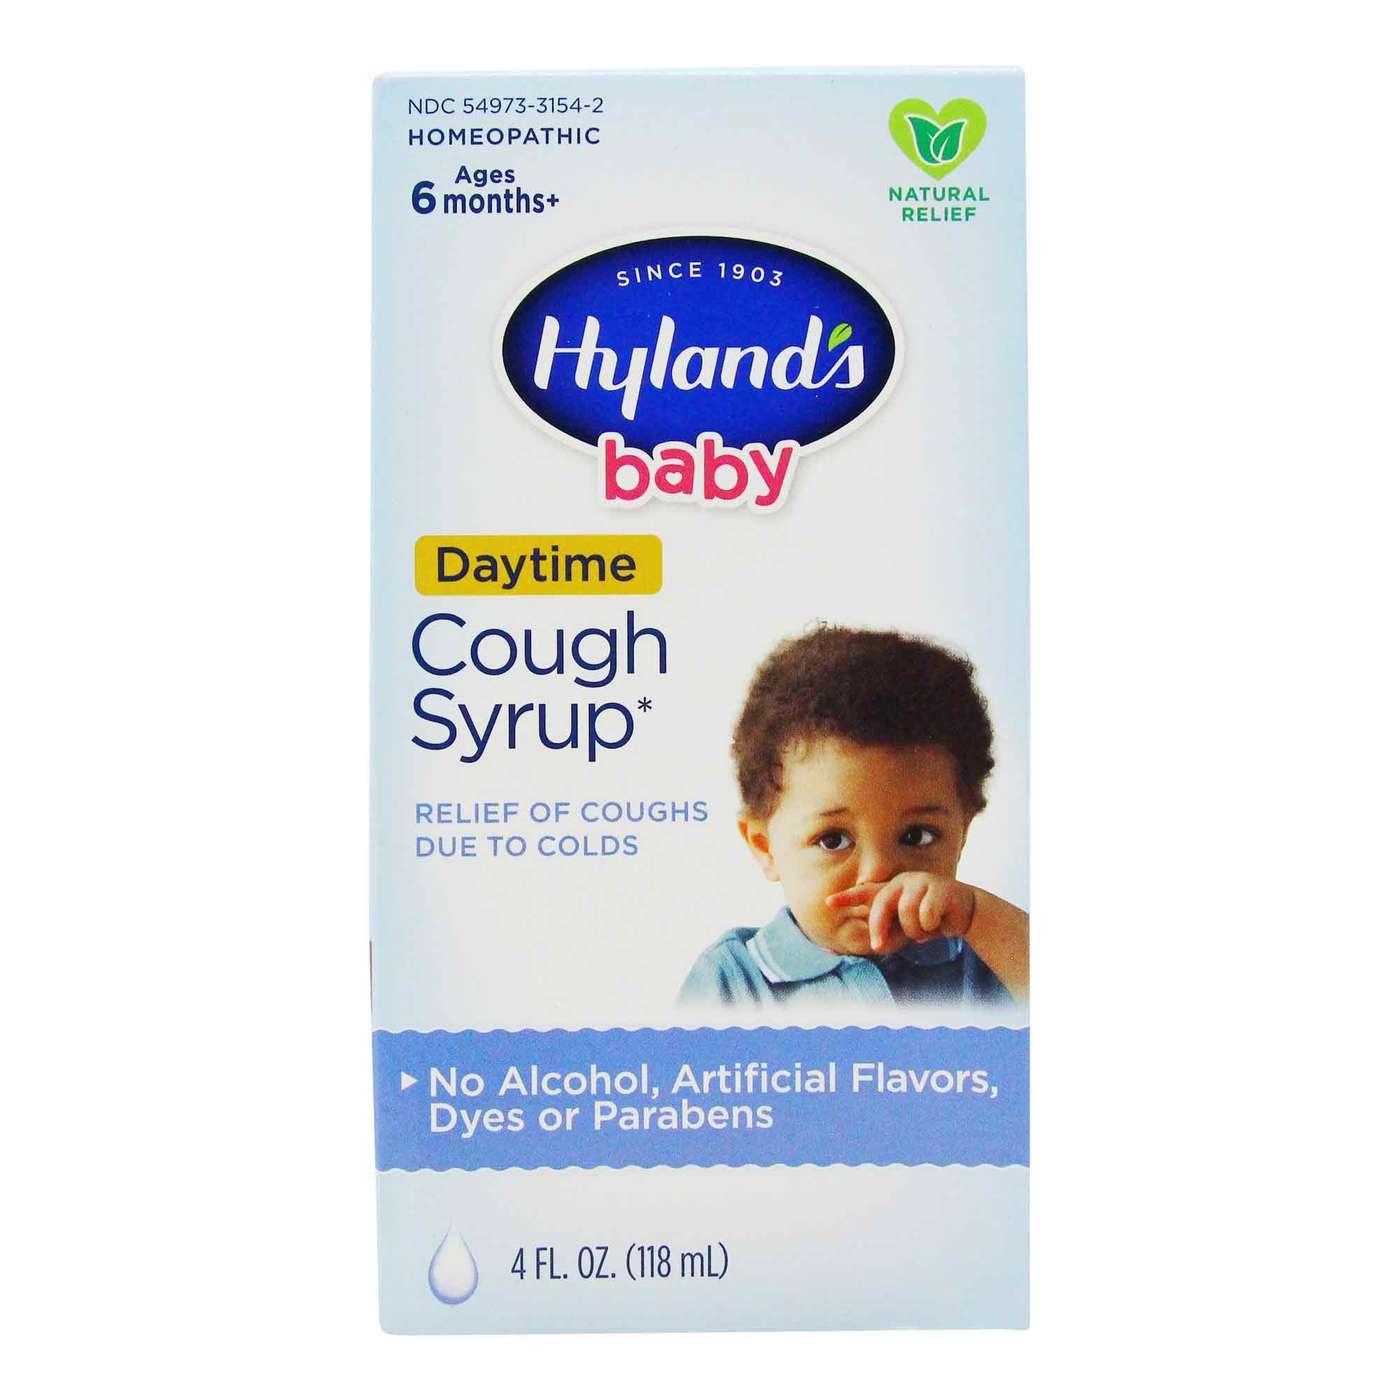 NDC 54973-3154-2
HOMEOPATHIC
Ages
6 months+
NATURAL
RELIEF
SINCE 1903
Hyland's
baby
Daytime
Cough
Syrup*
RELIEF OF COUGHS
DUE TO COLDS
No Alcohol, Artificial Flavors,
Dyes or Parabens
4 FL. OZ. (118 mL)